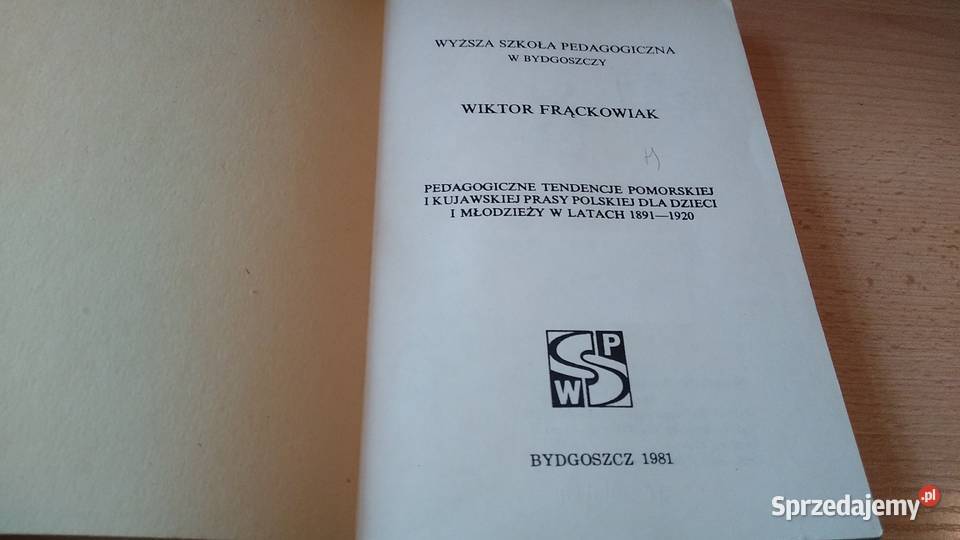 WYŻSZA SZKOŁA PEDAGOGICZNA
W BYDGOSZCZY
WIKTOR FRĄCKOWIAK
PEDAGOGICZNE TENDENCJE POMORSKIEJ
I KUJAWSKIEJ PRASY POLSKIEJ DLA DZIECI
I MŁODZIEŻY W LATACH 1891—1920
WSP
BYDGOSZCZ 1981
Sprzedajemy.pl